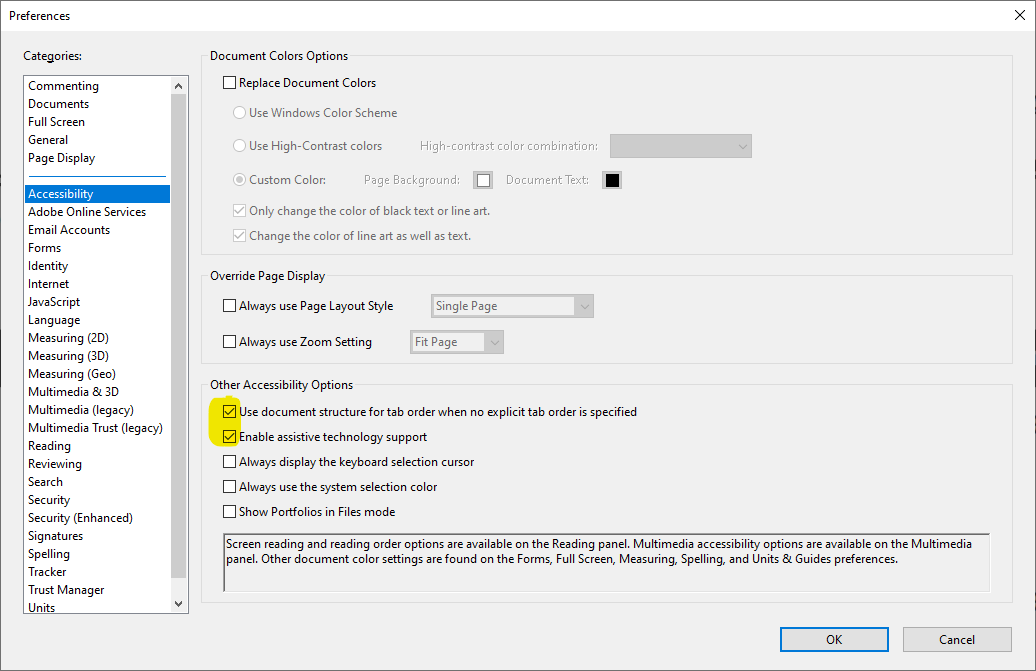 Preferences
Categories:
Commenting
Documents
Full Screen
General
Page Display
Accessibility
Adobe Online Services
Email Accounts
Forms
Identity
Internet
JavaScript
Language
Measuring (2D)
Measuring (3D)
Measuring (Geo)
Multimedia & 3D
Multimedia (legacy)
Multimedia Trust (legacy)
Reading
Reviewing
Search
Security
Security (Enhanced)
Signatures
Spelling
Tracker
Trust Manager
Units
Document Colors Options
Replace Document Colors
Use Windows Color Scheme
Use High-Contrast colors High-contrast color combination:
Custom Color: Page Background: Document Text:
Only change the color of black text or line art.
Change the color of line art as well as text.
Override Page Display
Always use Page Layout Style Single Page
Always use Zoom Setting Fit Page
Other Accessibility Options
Use document structure for tab order when no explicit tab order is specified
Enable assistive technology support
Always display the keyboard selection cursor
Always use the system selection color
Show Portfolios in Files mode
Screen reading and reading order options are available on the Reading panel. Multimedia accessibility options are available on the Multimedia
panel. Other document color settings are found on the Forms, Full Screen, Measuring, Spelling, and Units & Guides preferences.
OK Cancel